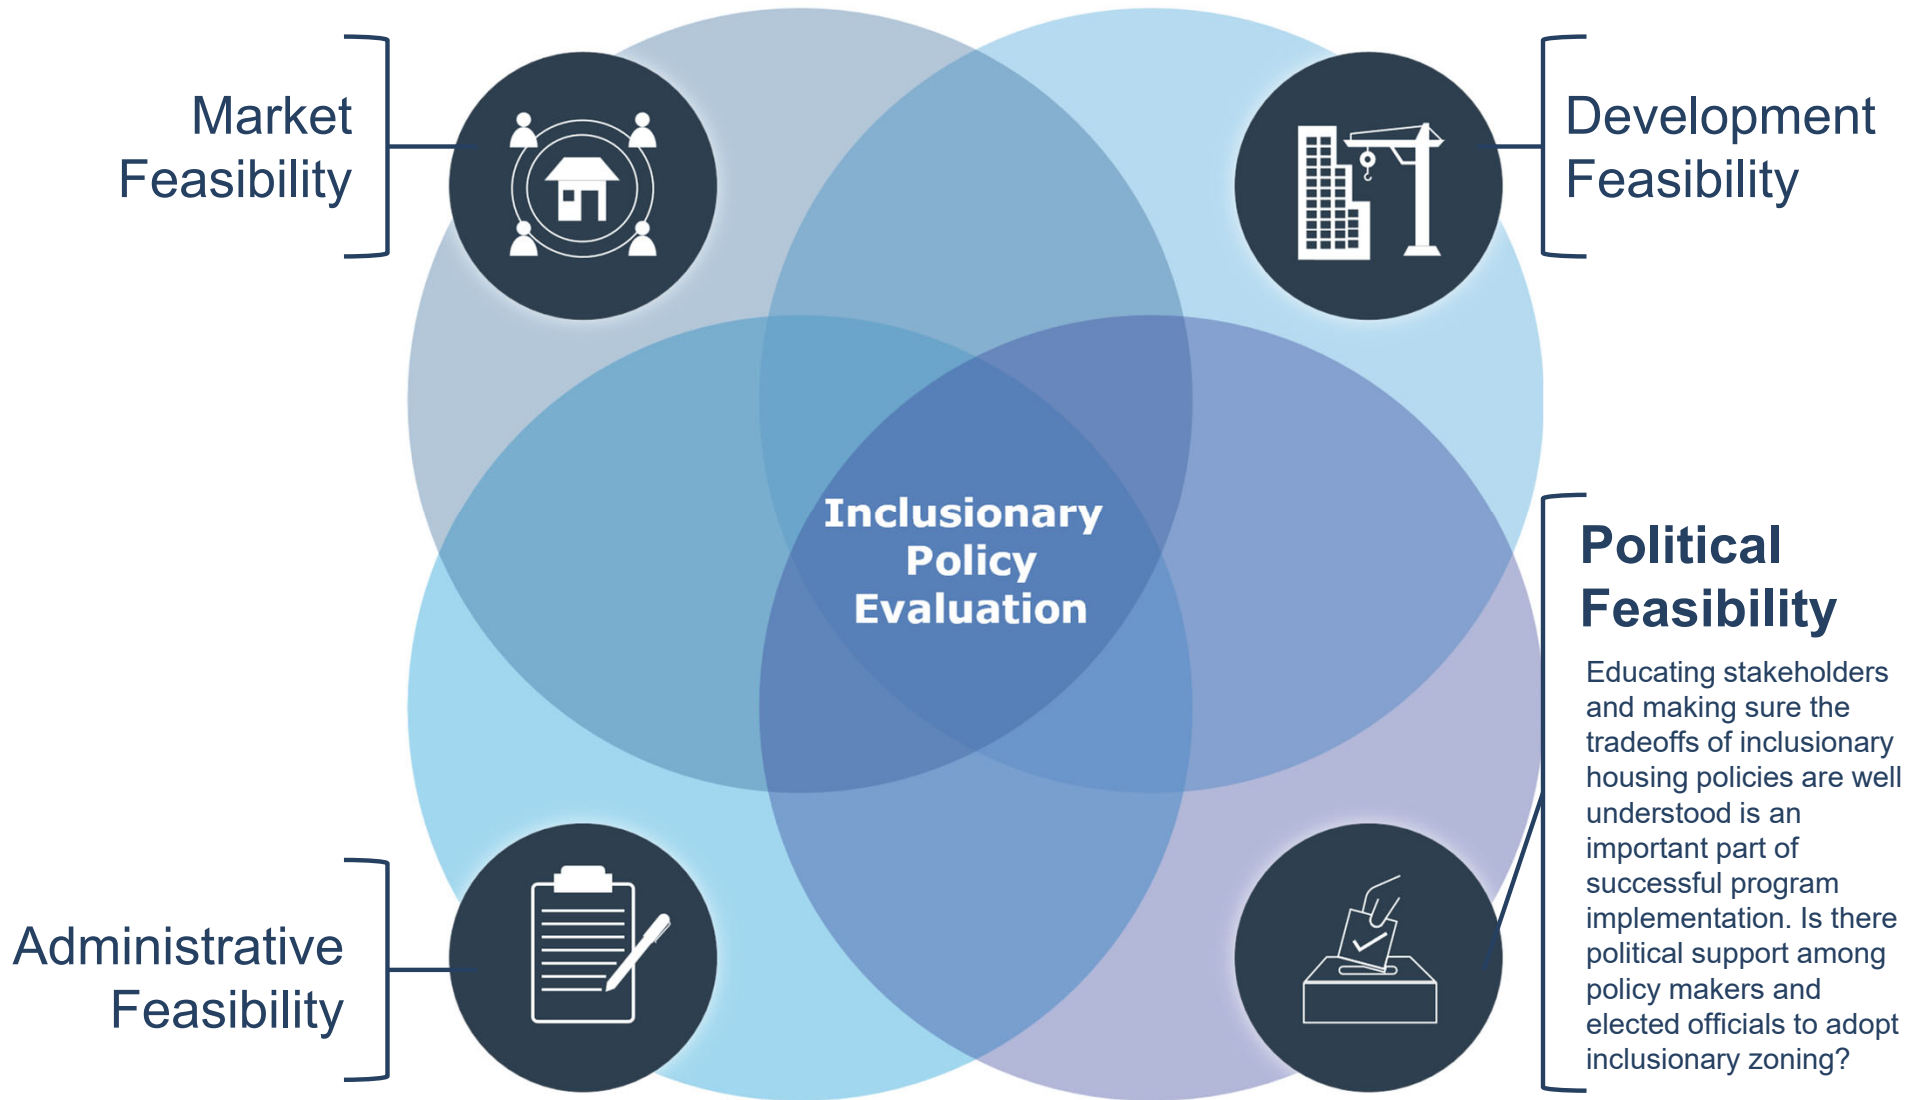 Market
Feasibility
Development
Feasibility
Inclusionary
Policy
Evaluation
Political
Feasibility
Educating stakeholders
and making sure the
tradeoffs of inclusionary
housing policies are well
understood is an
important part of
successful program
implementation. Is there
political support among
policy makers and
elected officials to adopt
inclusionary zoning?
Administrative
Feasibility